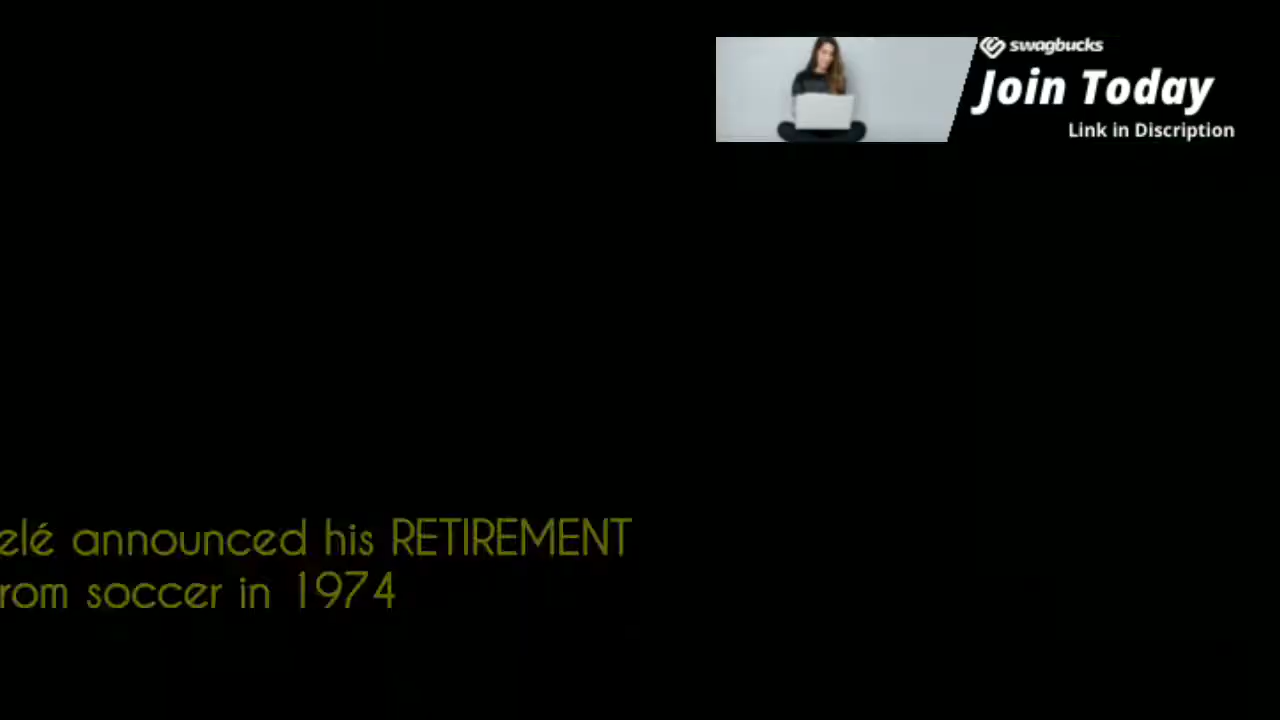 swagbucks
Join Today
Link in Discription
elé announced his RETIREMENT
rom soccer in 1974